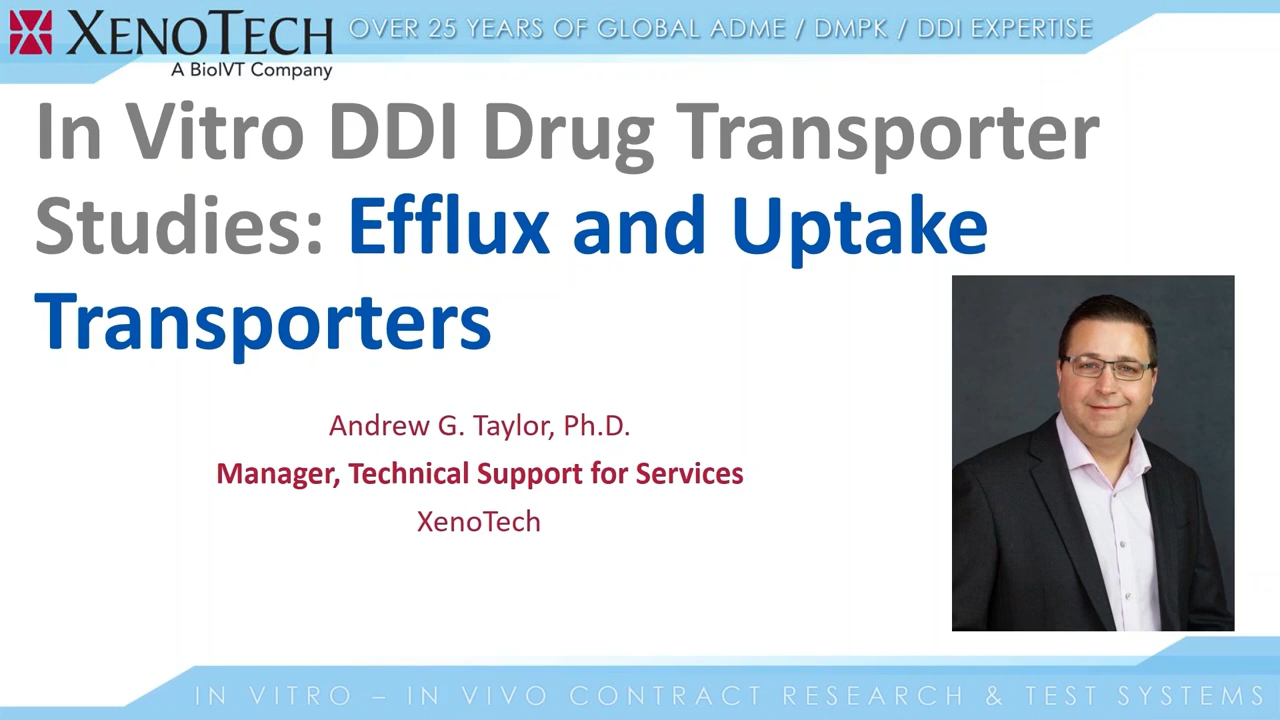 XENOTECH
A BioIVT Company
OVER 25 YEARS OF GLOBAL ADME / DMPK / DDI EXPERTISE
In Vitro DDI Drug Transporter
Studies: Efflux and Uptake
Transporters
Andrew G. Taylor, Ph.D.
Manager, Technical Support for Services
XenoTech
IN VITRO – IN VIVO CONTRACT RESEARCH & TEST SYSTEMS